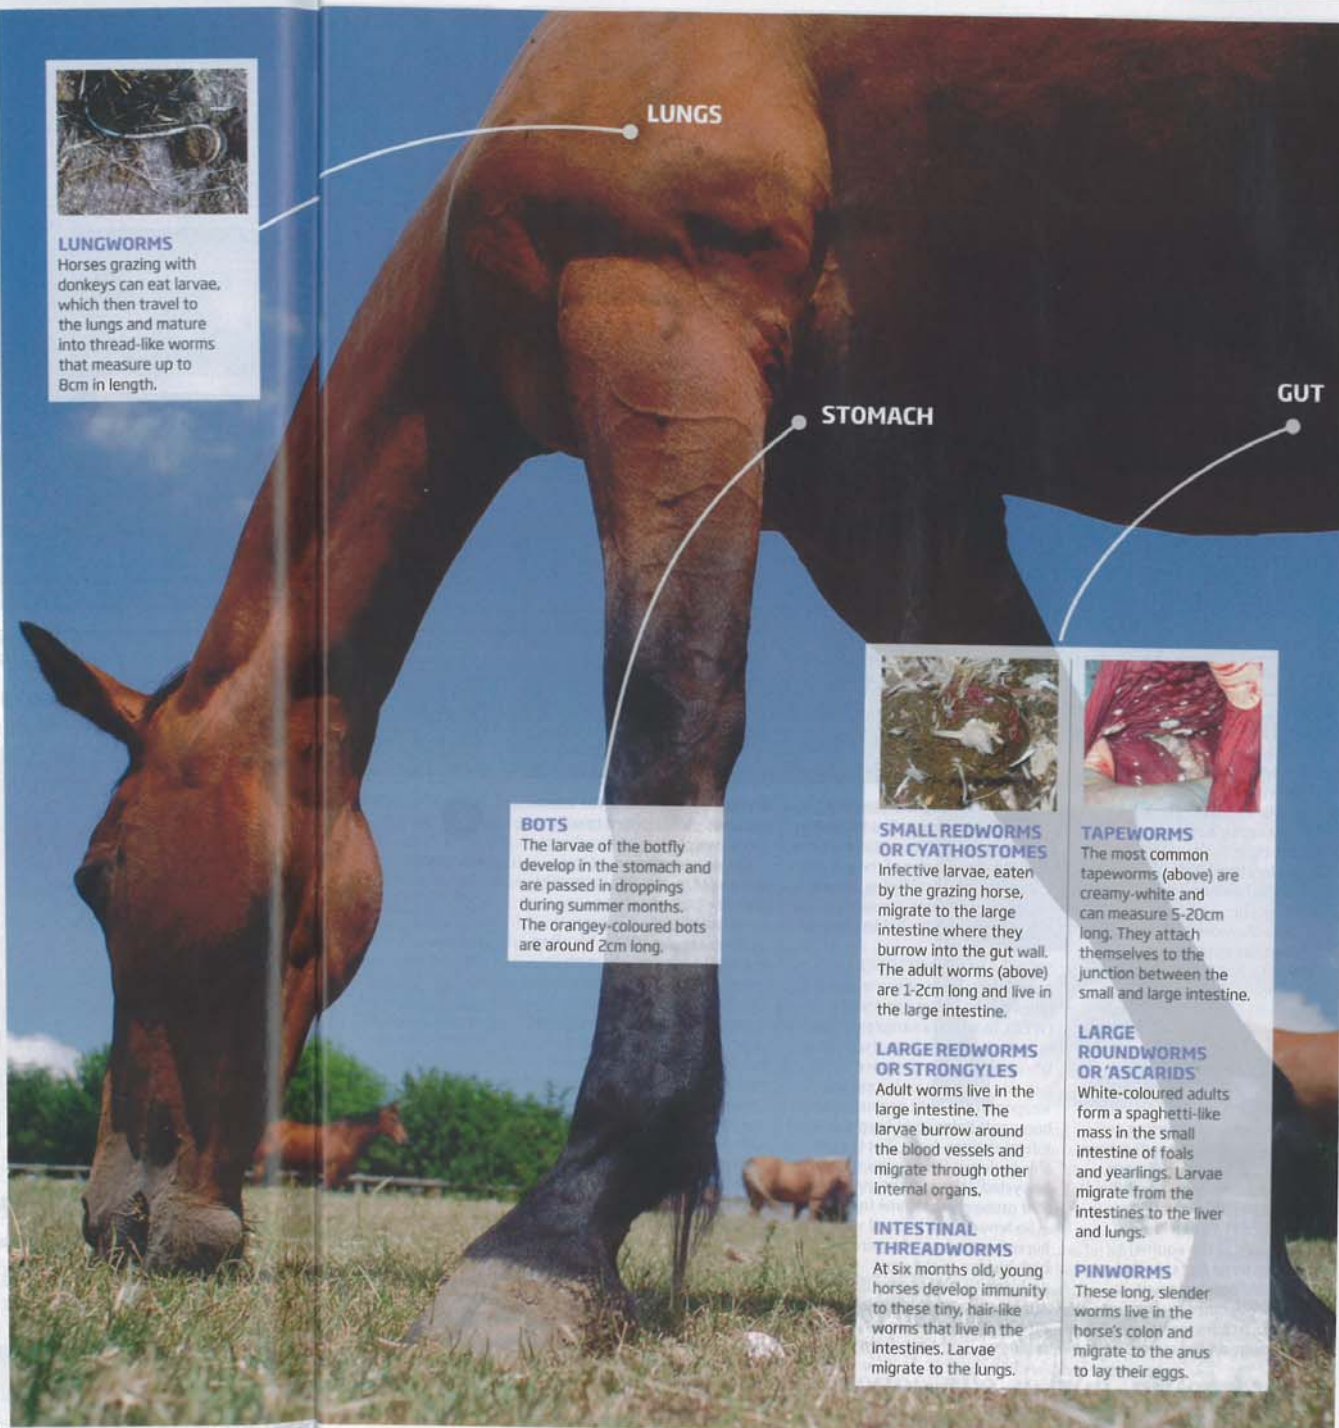 LUNGS
LUNGWORMS
Horses grazing with
donkeys can eat larvae,
which then travel to
the lungs and mature
into thread-like worms
that measure up to
8cm in length.
STOMACH
GUT
BOTS
The larvae of the botfly
develop in the stomach and
are passed in droppings
during summer months.
The orangey-coloured bots
are around 2cm long.
SMALL REDWORMS
OR CYATHOSTOMES
Infective larvae, eaten
by the grazing horse,
migrate to the large
intestine where they
burrow into the gut wall.
The adult worms (above)
are 1-2cm long and live in
the large intestine.
LARGE REDWORMS
OR STRONGYLES
Adult worms live in the
large intestine. The
larvae burrow around
the blood vessels and
migrate through other
internal organs.
INTESTINAL
THREADWORMS
At six months old, young
horses develop immunity
to these tiny, hair-like
worms that live in the
intestines. Larvae
migrate to the lungs.
TAPEWORMS
The most common
tapeworms (above) are
creamy-white and
can measure 5-20cm
long. They attach
themselves to the
junction between the
small and large intestine.
LARGE
ROUNDWORMS
OR 'ASCARIDS'
White-coloured adults
form a spaghetti-like
mass in the small
intestine of foals
and yearlings. Larvae
migrate from the
intestines to the liver
and lungs.
PINWORMS
These long, slender
worms live in the
horse's colon and
migrate to the anus
to lay their eggs.